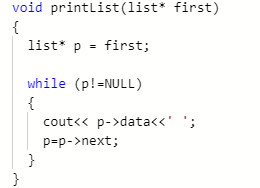 void printList(list* first)
{
  list* p = first;

  while (p!=NULL)
  {
    cout<< p->data<<' ';
    p=p->next;
  }
}